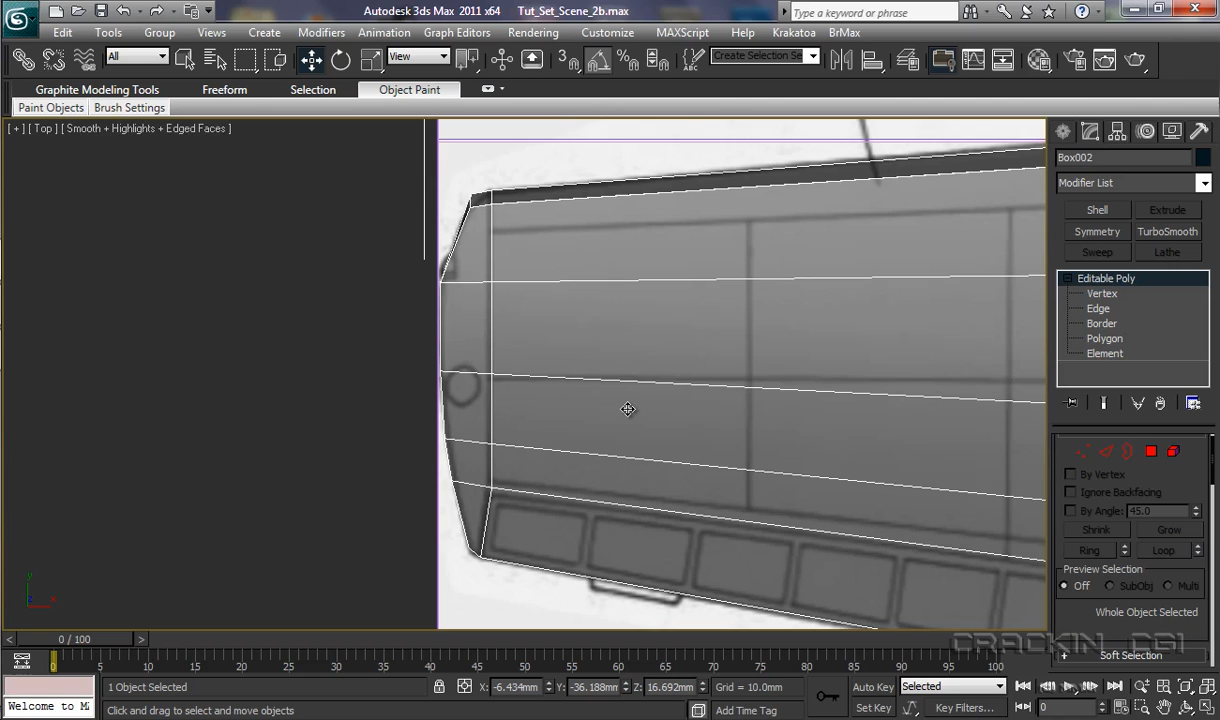 Autodesk 3ds Max 2011 x64 Tut_Set_Scene_2b.max
Type a keyword or phrase
Edit Tools Group Views Create Modifiers Animation Graph Editors Rendering Customize MAXScript Help Krakatoa BrMax
All View Create Selection Se
Graphite Modeling Tools Freeform Selection Object Paint
Paint Objects Brush Settings
[ + ] [ Top ] [ Smooth + Highlights + Edged Faces ]
Box002
Modifier List
Shell Extrude
Symmetry TurboSmooth
Sweep Lathe
Editable Poly
Vertex
Edge
Border
Polygon
Element
By Vertex
Ignore Backfacing
By Angle: 45.0
Shrink Grow
Ring Loop
Preview Selection
Off SubObj Multi
Whole Object Selected
CRACKIN CGI
Soft Selection
y
z x
< 0 / 100 >
0 5 10 15 20 25 30 35 40 45 50 55 60 65 70 75 80 85 90 95 100
1 Object Selected X: -6.434mm Y: -36.188mm Z: 16.692mm Grid = 10.0mm Auto Key Selected
Welcome to M Click and drag to select and move objects Add Time Tag Set Key Key Filters... 0